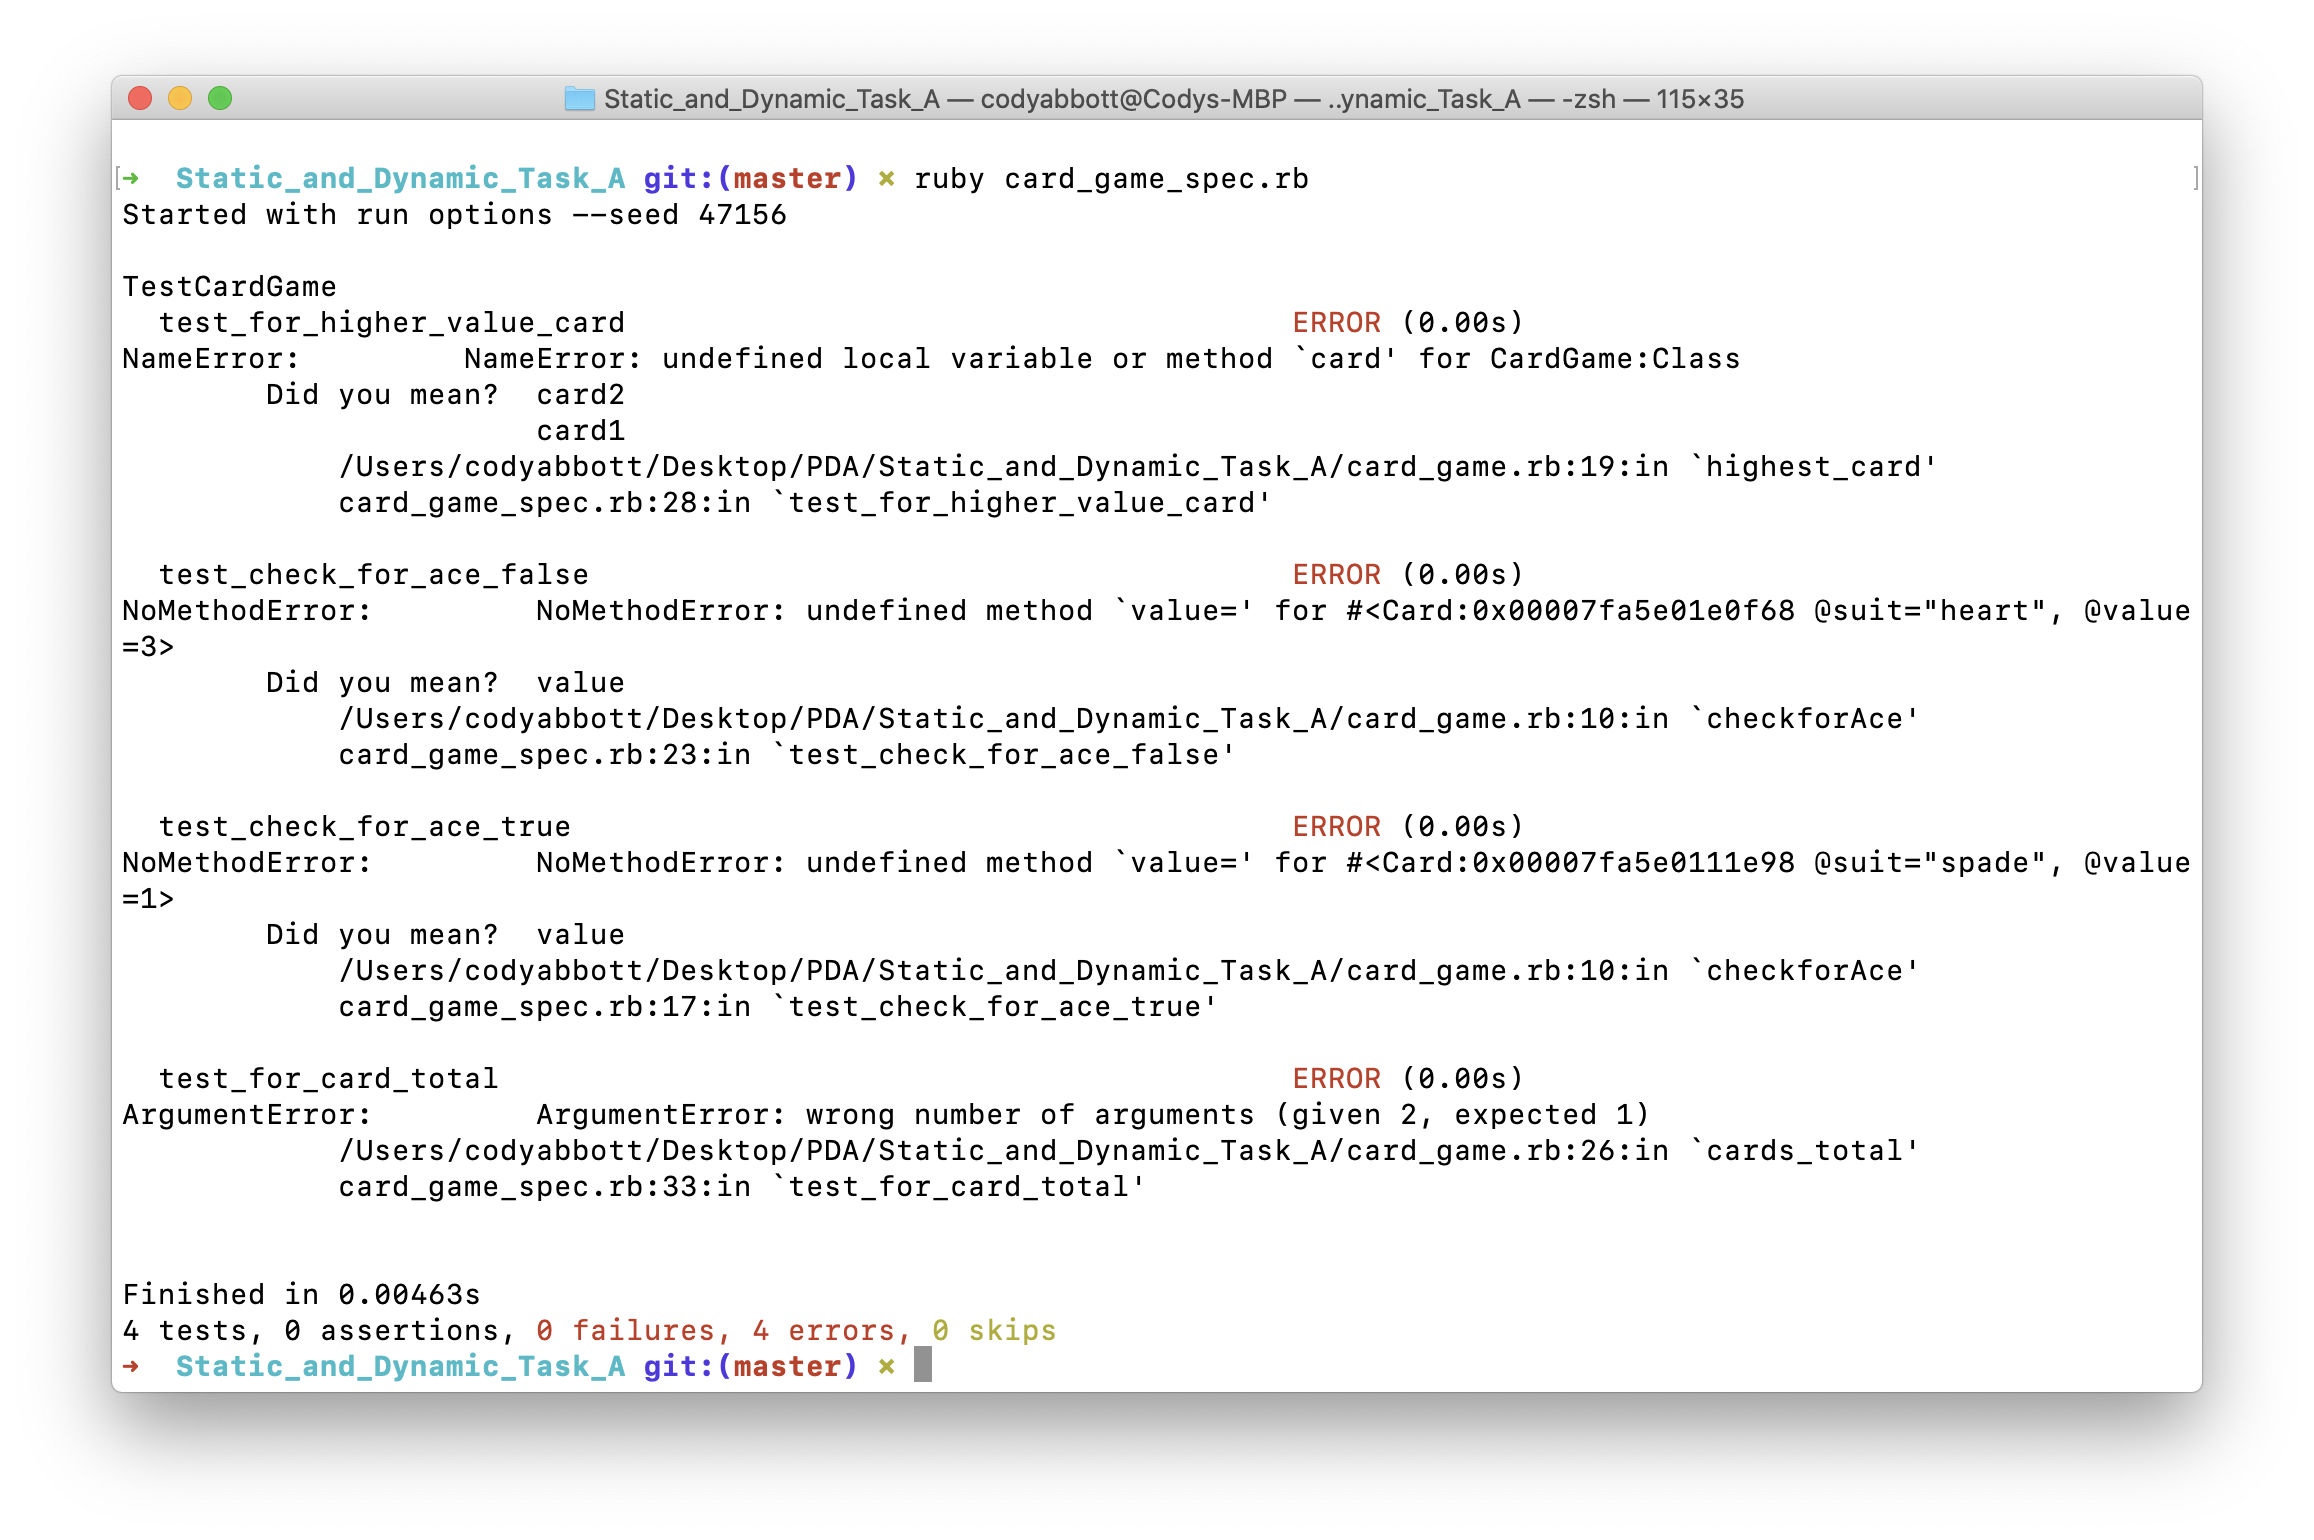 Static_and_Dynamic_Task_A — codyabbott@Codys-MBP — ..ynamic_Task_A — -zsh — 115×35
[➜  Static_and_Dynamic_Task_A git:(master) ✗ ruby card_game_spec.rb ]
Started with run options --seed 47156
TestCardGame
  test_for_higher_value_card                                     ERROR (0.00s)
NameError:         NameError: undefined local variable or method `card' for CardGame:Class
        Did you mean?  card2
                       card1
            /Users/codyabbott/Desktop/PDA/Static_and_Dynamic_Task_A/card_game.rb:19:in `highest_card'
            card_game_spec.rb:28:in `test_for_higher_value_card'
  test_check_for_ace_false                                       ERROR (0.00s)
NoMethodError:         NoMethodError: undefined method `value=' for #<Card:0x00007fa5e01e0f68 @suit="heart", @value
=3>
        Did you mean?  value
            /Users/codyabbott/Desktop/PDA/Static_and_Dynamic_Task_A/card_game.rb:10:in `checkforAce'
            card_game_spec.rb:23:in `test_check_for_ace_false'
  test_check_for_ace_true                                        ERROR (0.00s)
NoMethodError:         NoMethodError: undefined method `value=' for #<Card:0x00007fa5e0111e98 @suit="spade", @value
=1>
        Did you mean?  value
            /Users/codyabbott/Desktop/PDA/Static_and_Dynamic_Task_A/card_game.rb:10:in `checkforAce'
            card_game_spec.rb:17:in `test_check_for_ace_true'
  test_for_card_total                                            ERROR (0.00s)
ArgumentError:         ArgumentError: wrong number of arguments (given 2, expected 1)
            /Users/codyabbott/Desktop/PDA/Static_and_Dynamic_Task_A/card_game.rb:26:in `cards_total'
            card_game_spec.rb:33:in `test_for_card_total'
Finished in 0.00463s
4 tests, 0 assertions, 0 failures, 4 errors, 0 skips
➜  Static_and_Dynamic_Task_A git:(master) ✗